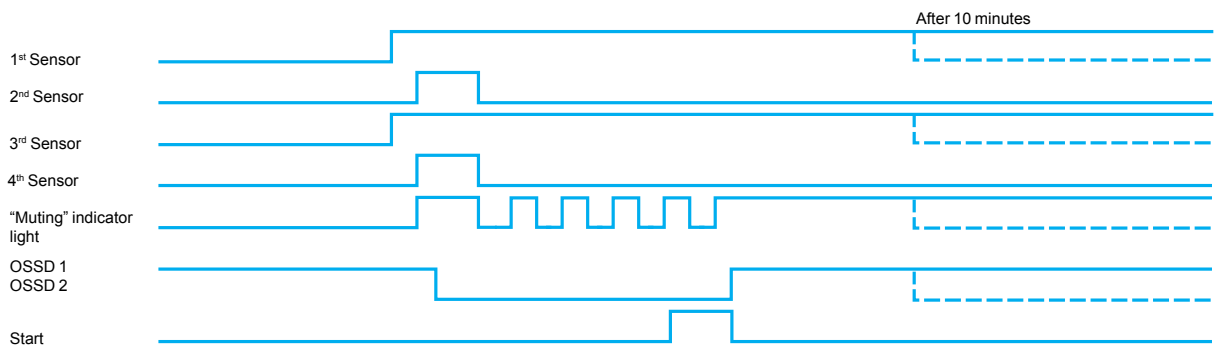 After 10 minutes
1st Sensor
2nd Sensor
3rd Sensor
4th Sensor
“Muting” indicator
light
OSSD 1
OSSD 2
Start